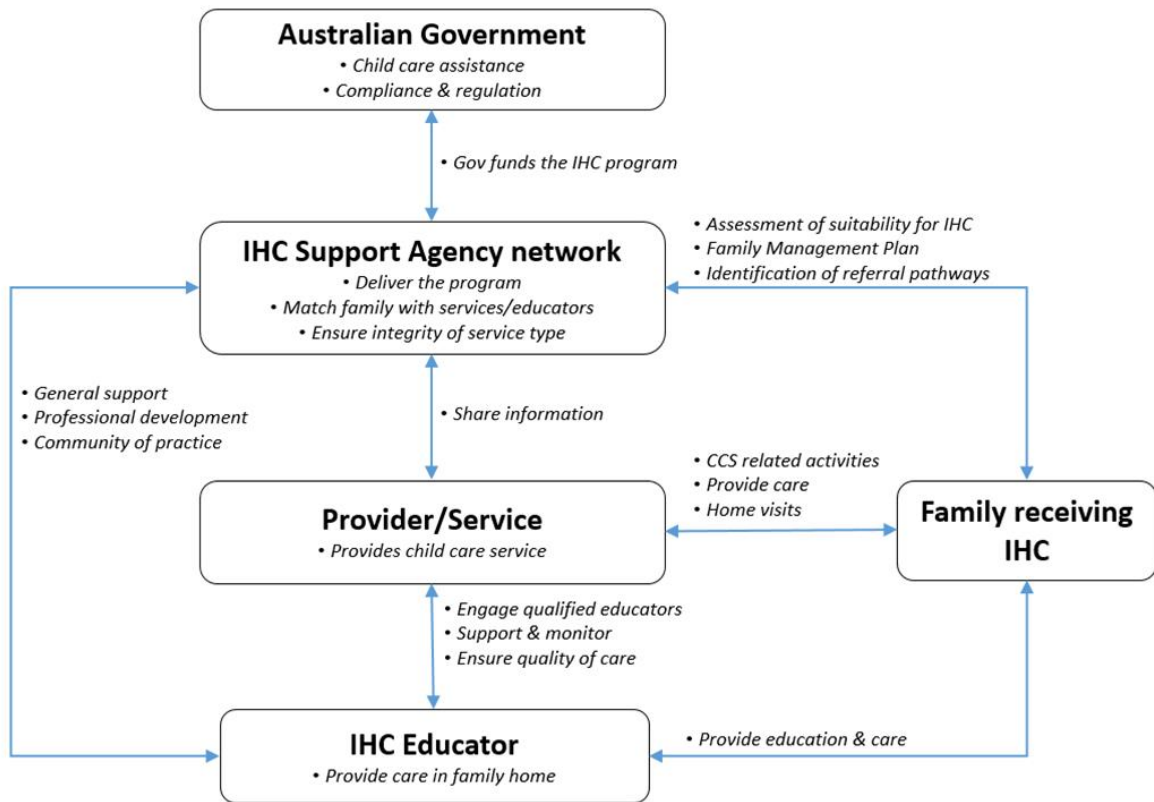 Australian Government
• Child care assistance
• Compliance & regulation
• Gov funds the IHC program
IHC Support Agency network
• Deliver the program
• Match family with services/educators
• Ensure integrity of service type
• Assessment of suitability for IHC
• Family Management Plan
• Identification of referral pathways
• General support
• Professional development
• Community of practice
• Share information
Provider/Service
• Provides child care service
• CCS related activities
• Provide care
• Home visits
Family receiving
IHC
• Engage qualified educators
• Support & monitor
• Ensure quality of care
IHC Educator
• Provide care in family home
• Provide education & care